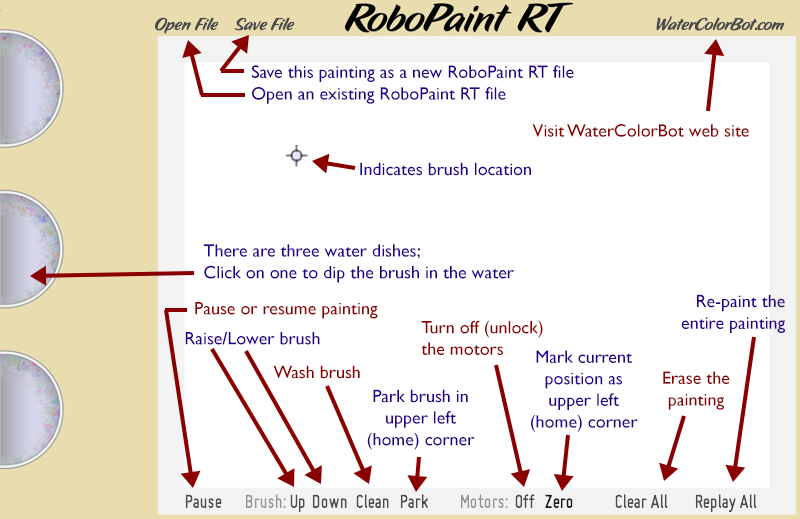 RoboPaint RT
Open File Save File WaterColorBot.com
Save this painting as a new RoboPaint RT file
Open an existing RoboPaint RT file
Visit WaterColorBot web site
Indicates brush location
There are three water dishes;
Click on one to dip the brush in the water
Pause or resume painting
Raise/Lower brush
Wash brush
Park brush in
upper left
(home) corner
Turn off (unlock)
the motors
Mark current
position as
upper left
(home) corner
Erase the
painting
Re-paint the
entire painting
Pause Brush: Up Down Clean Park Motors: Off Zero Clear All Replay All